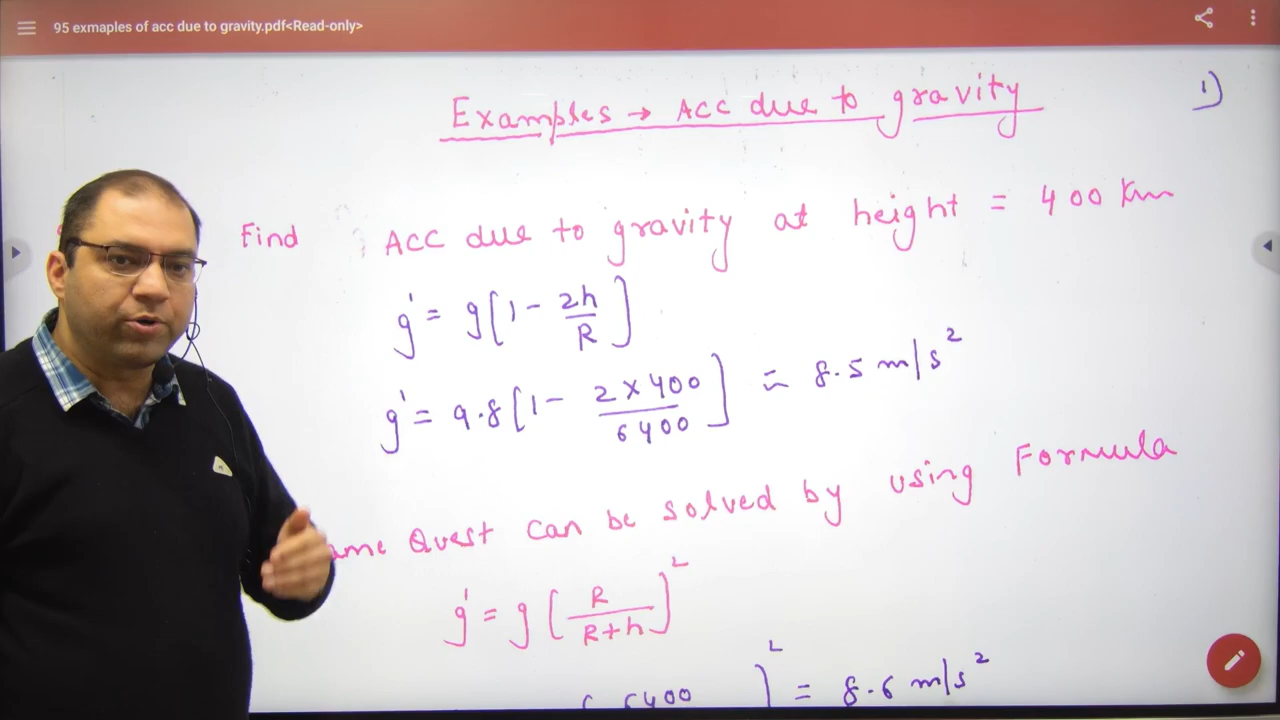 95 exmaples of acc due to gravity.pdf<Read-only>
1)
Examples → Acc due to gravity
Find Acc due to gravity at height = 400 Km
g' = g[1 - 2h/R]
g' = 9.8[1 - 2×400/6400] = 8.5 m/s²
Quest can be solved by using Formula
g' = g[R/R+h]²
6400 ]² = 8.6 m/s²